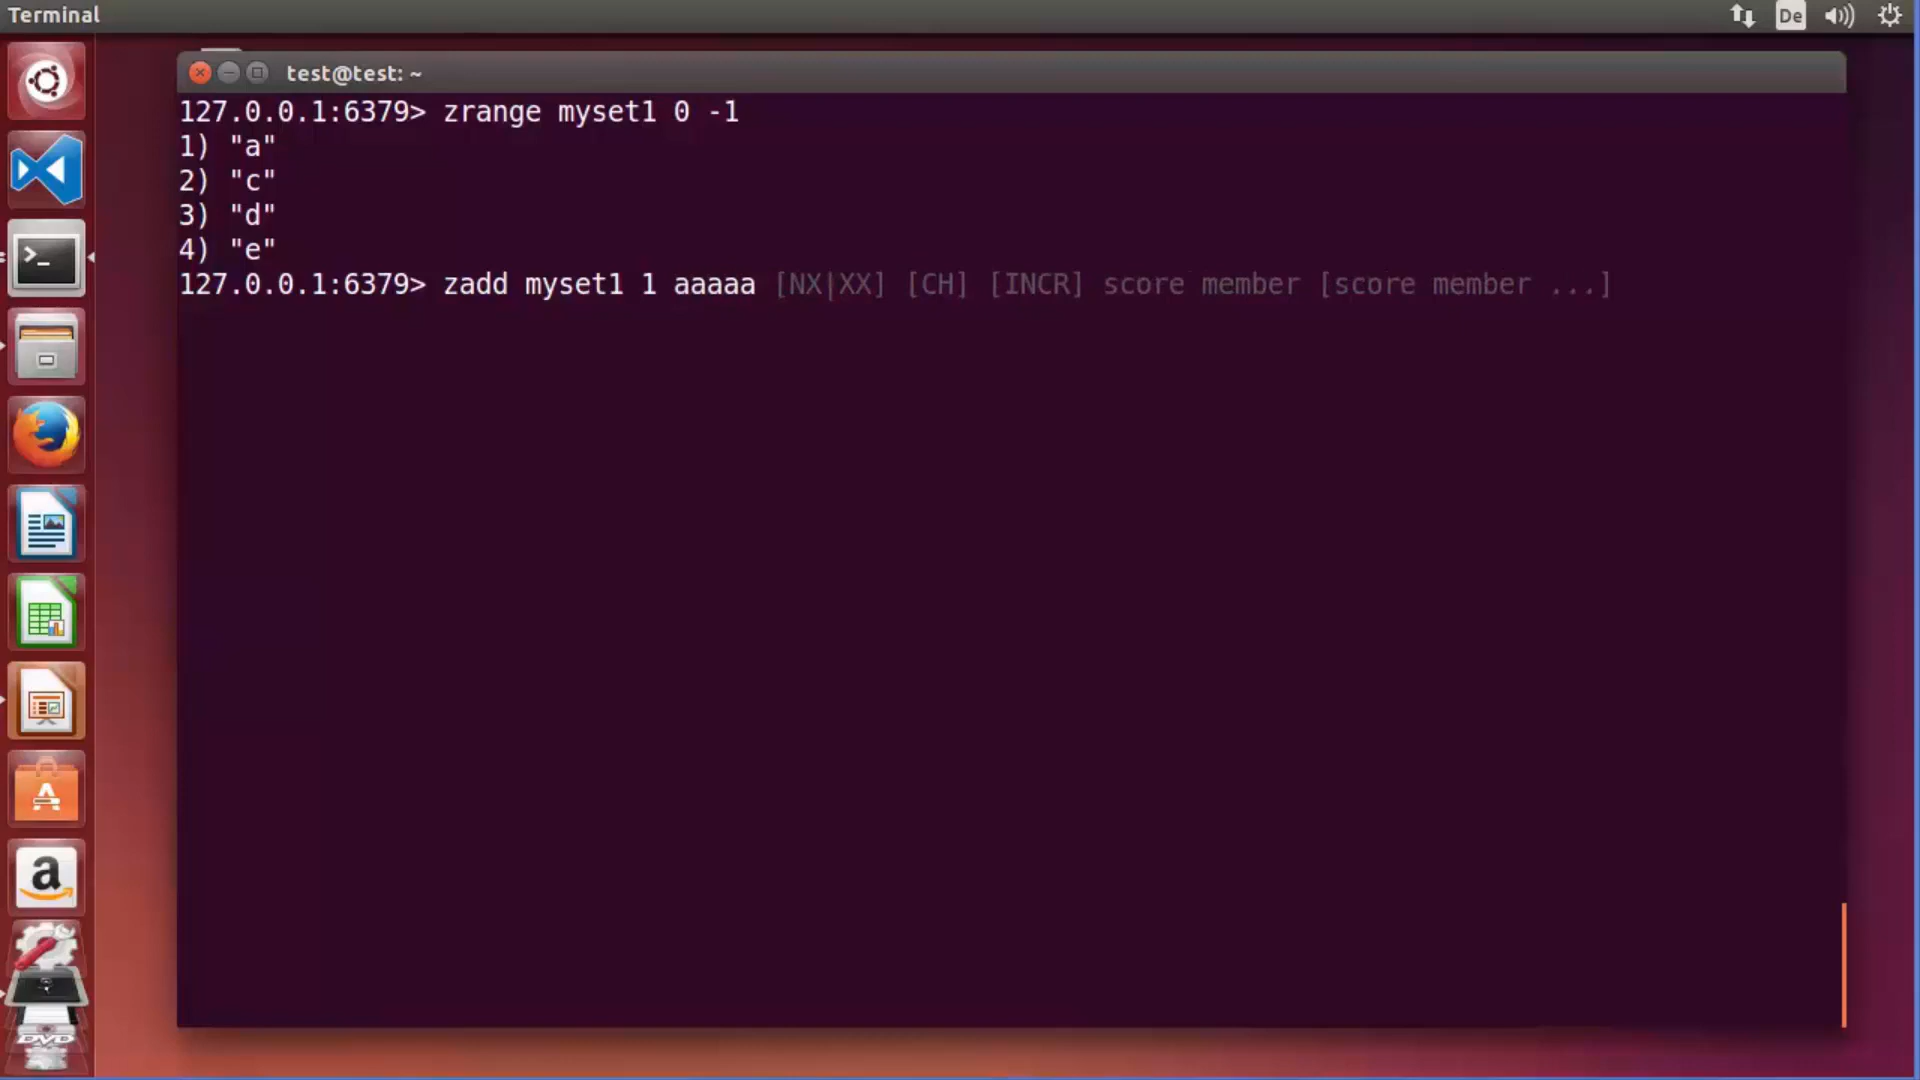 Terminal
De
test@test: ~
127.0.0.1:6379> zrange myset1 0 -1
1) "a"
2) "c"
3) "d"
4) "e"
127.0.0.1:6379> zadd myset1 1 aaaaa [NX|XX] [CH] [INCR] score member [score member ...]
>_
A
a
DVD